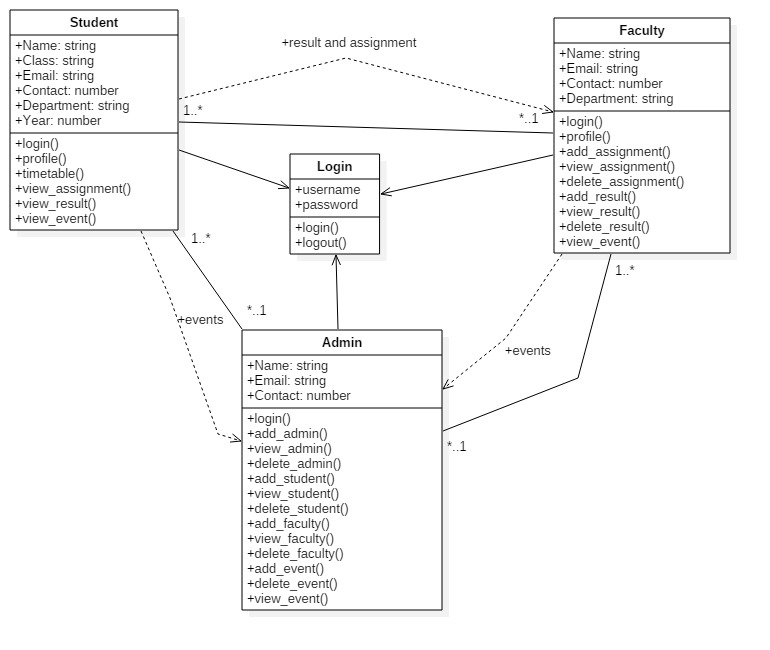 Student
+Name: string
+Class: string
+Email: string
+Contact: number
+Department: string
+Year: number
+login()
+profile()
+timetable()
+view_assignment()
+view_result()
+view_event()
+result and assignment
1..*
*..1
Faculty
+Name: string
+Email: string
+Contact: number
+Department: string
+login()
+profile()
+add_assignment()
+view_assignment()
+delete_assignment()
+add_result()
+view_result()
+delete_result()
+view_event()
Login
+username
+password
+login()
+logout()
1..*
*..1
+events
+events
1..*
*..1
Admin
+Name: string
+Email: string
+Contact: number
+login()
+add_admin()
+view_admin()
+delete_admin()
+add_student()
+view_student()
+delete_student()
+add_faculty()
+view_faculty()
+delete_faculty()
+add_event()
+delete_event()
+view_event()